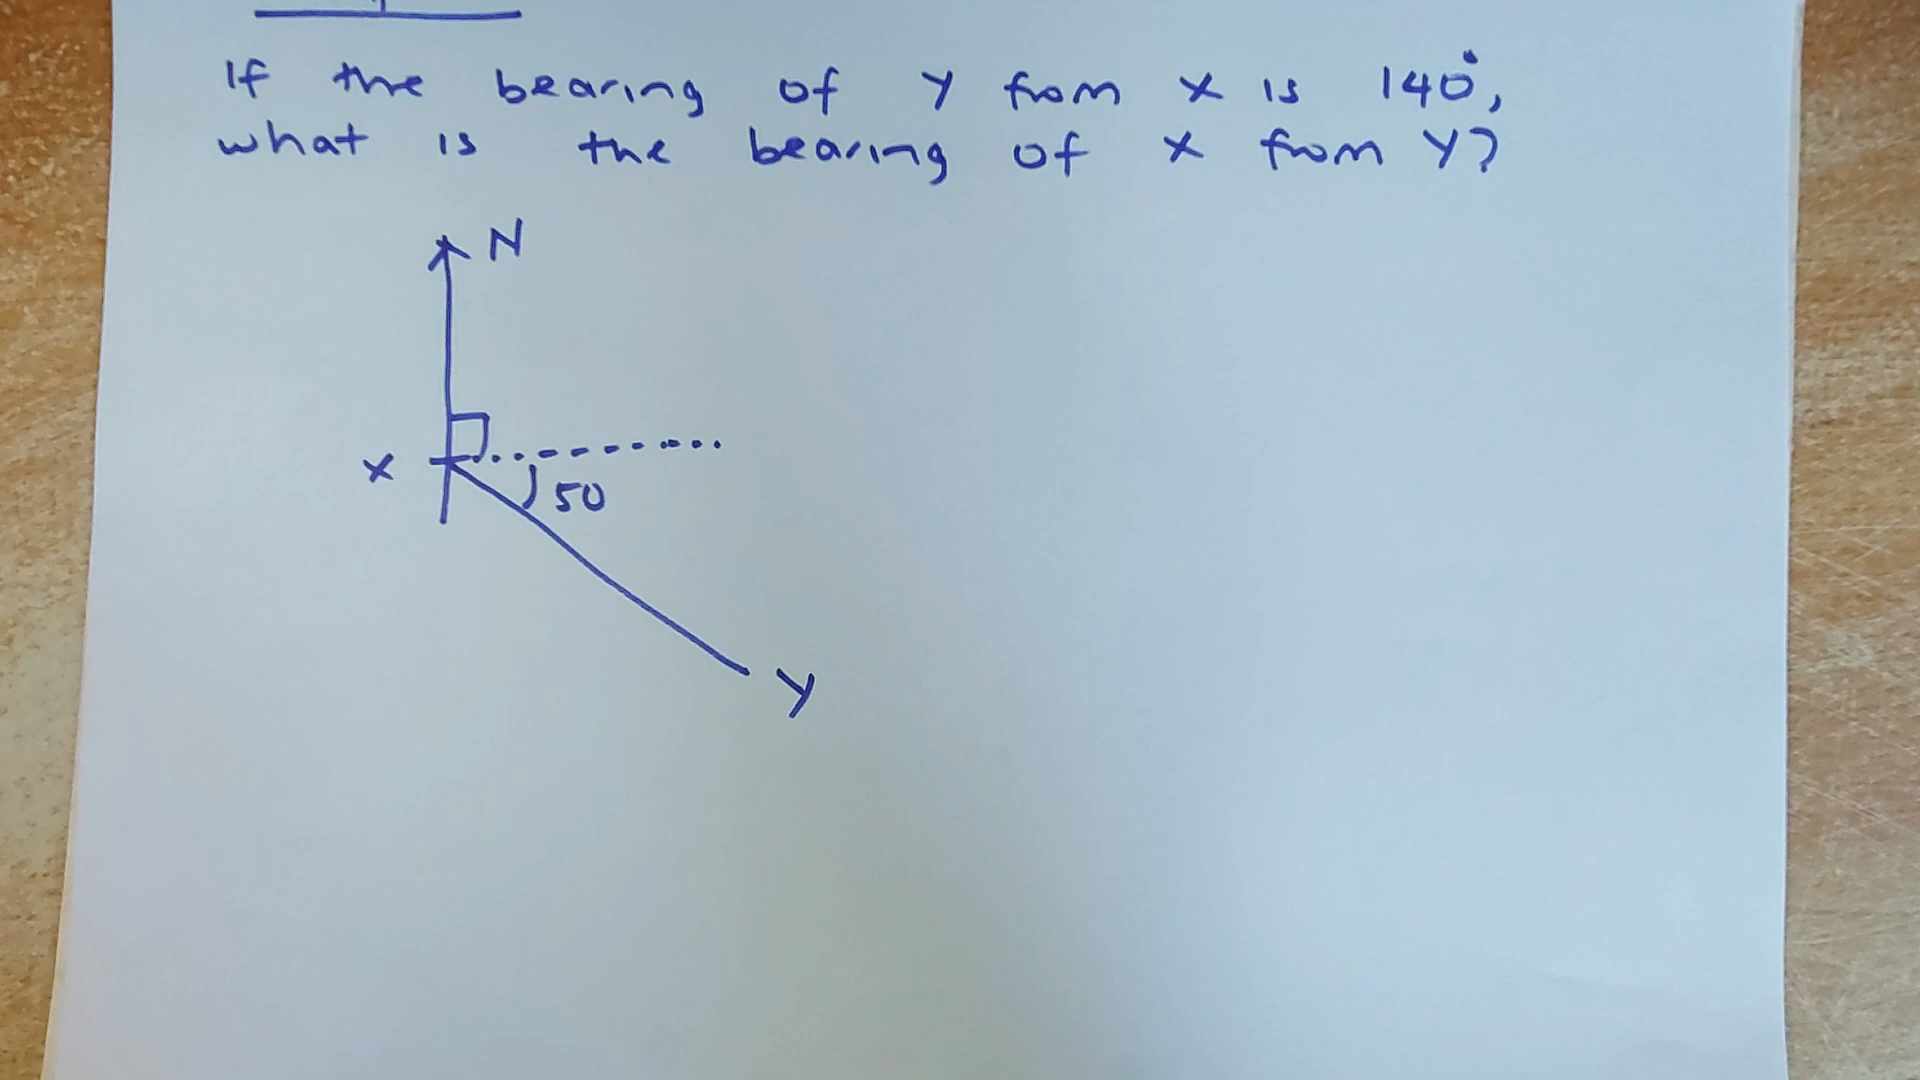 If the bearing of Y from X is 140°,
what is the bearing of X from Y?
N
X
50
Y